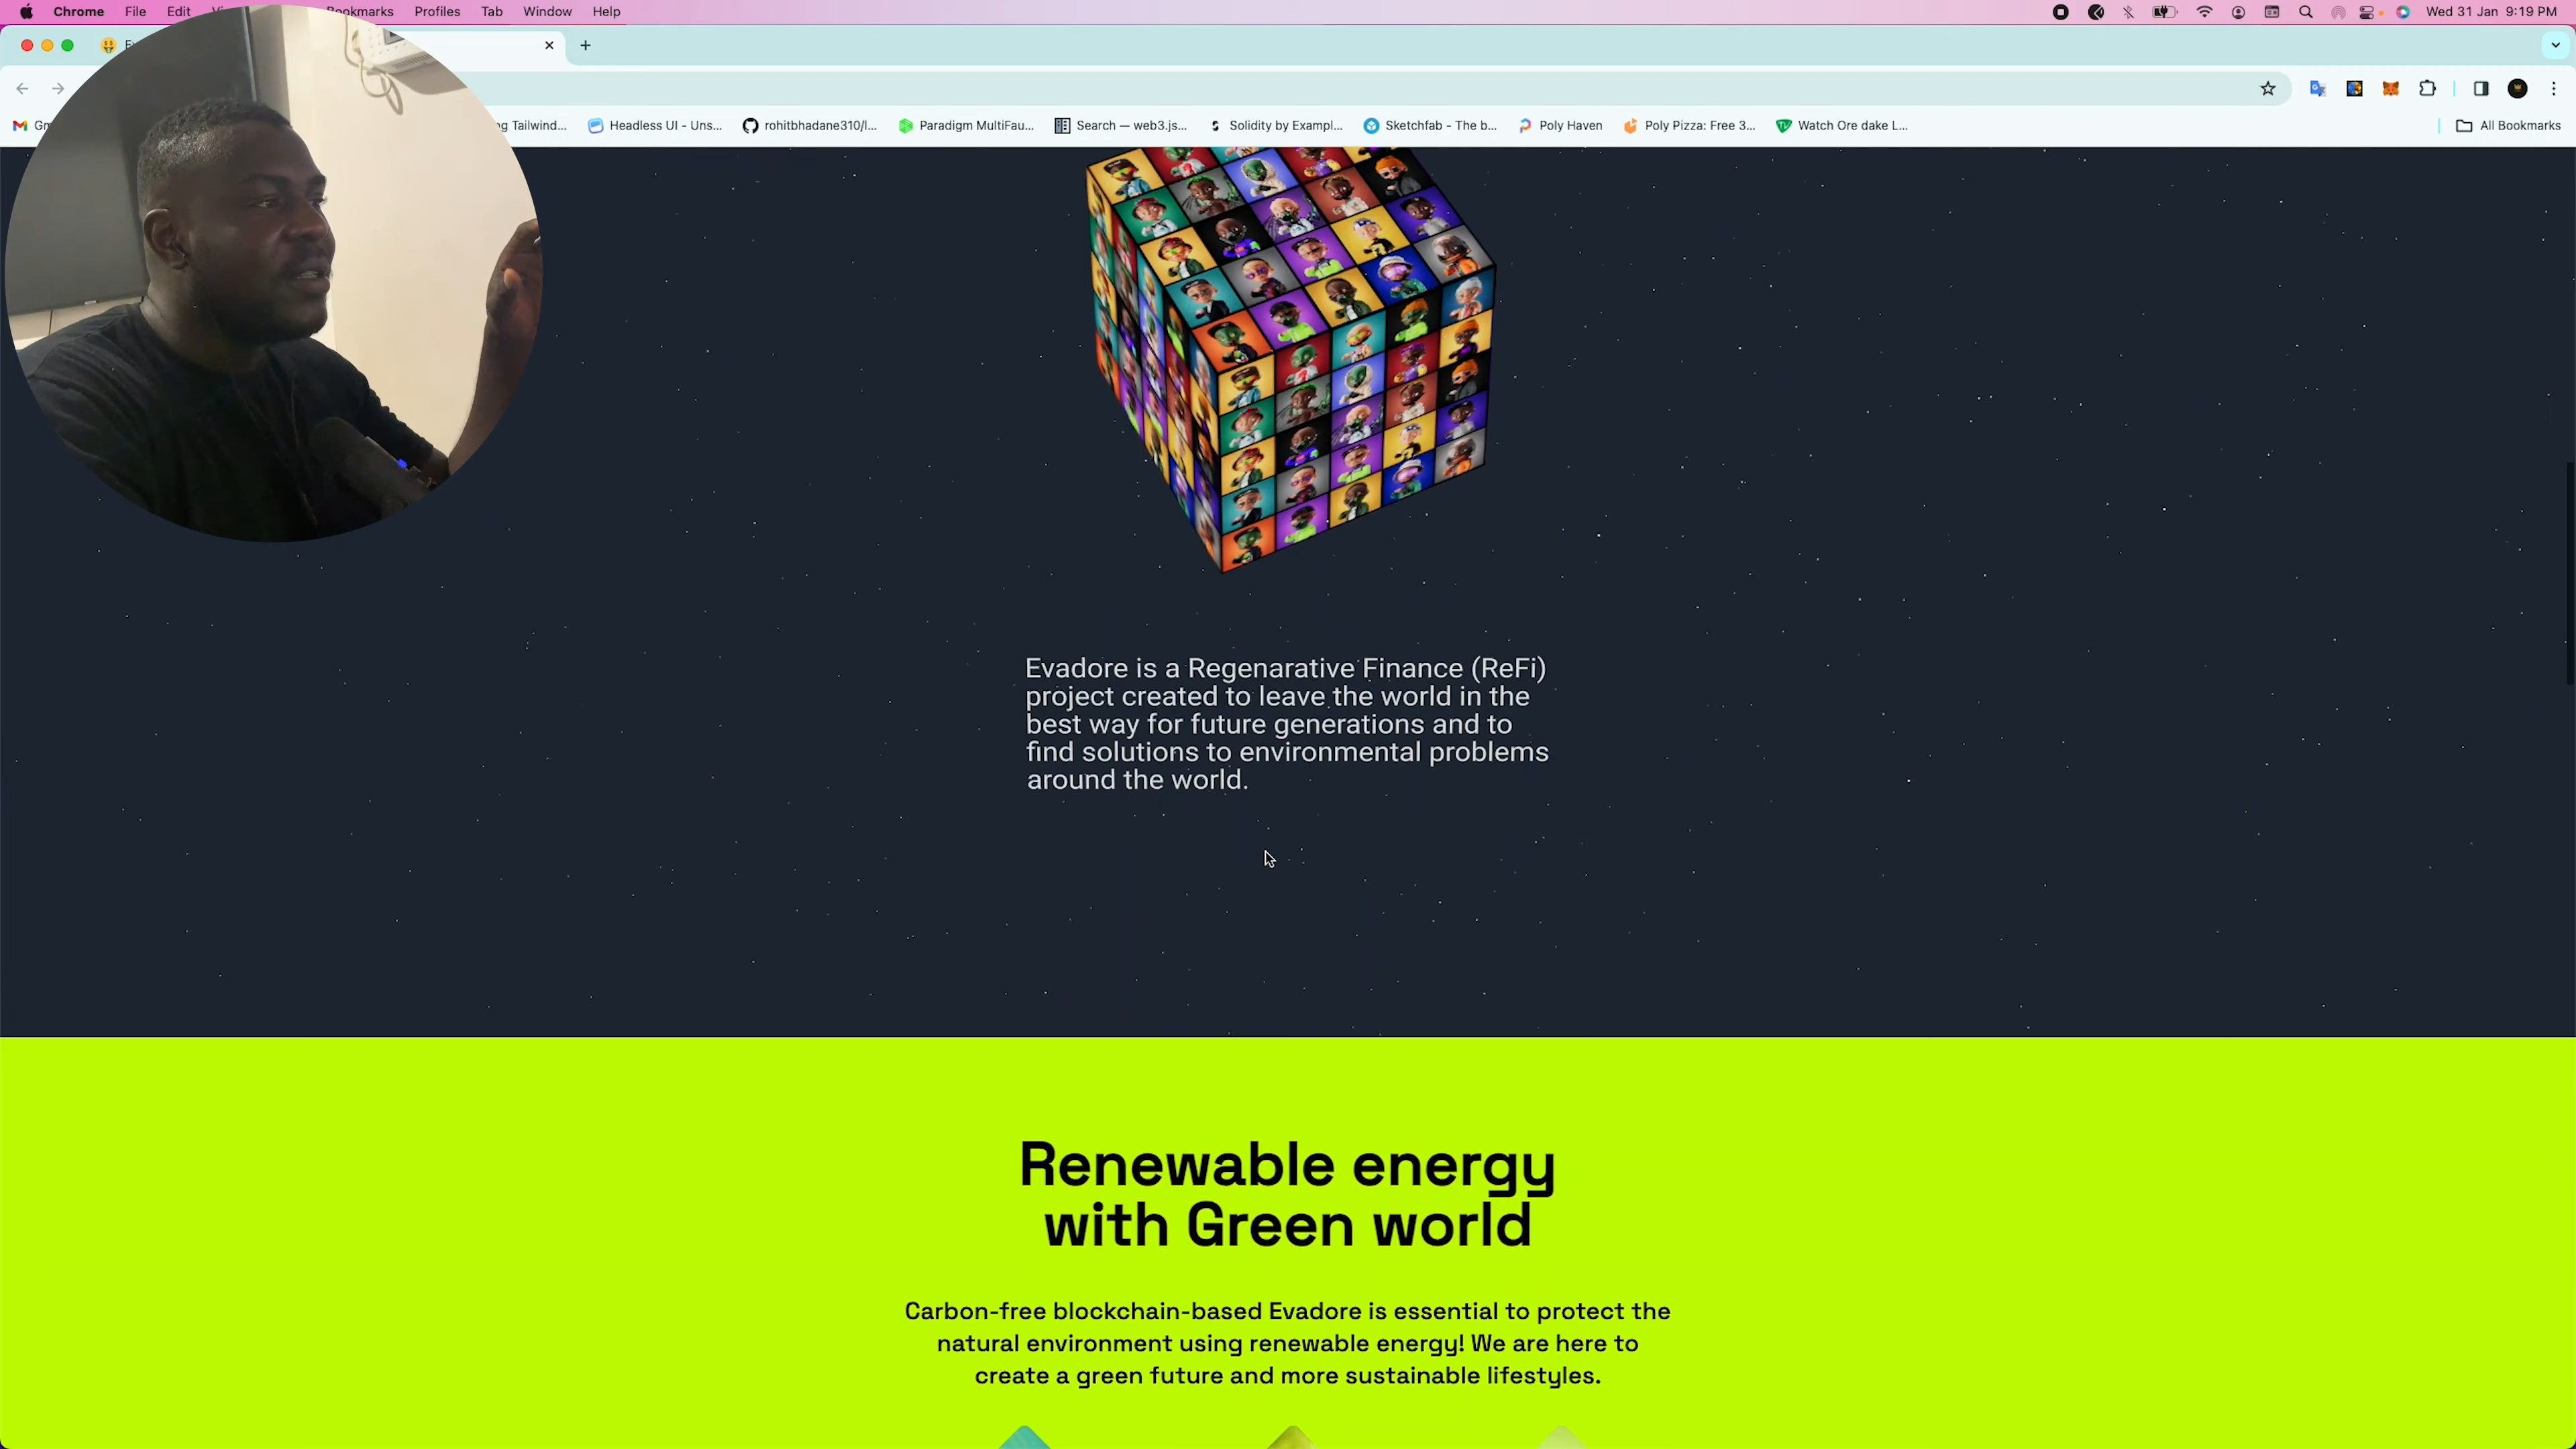 Chrome File Edit Bookmarks Profiles Tab Window Help Wed 31 Jan 9:19 PM
ng Tailwind... Headless UI - Uns... rohitbhadane310/l... Paradigm MultiFau... Search — web3.js... Solidity by Exampl... Sketchfab - The b... Poly Haven Poly Pizza: Free 3... Watch Ore dake L... All Bookmarks
Evadore is a Regenarative Finance (ReFi)
project created to leave the world in the
best way for future generations and to
find solutions to environmental problems
around the world.
Renewable energy
with Green world
Carbon-free blockchain-based Evadore is essential to protect the
natural environment using renewable energy! We are here to
create a green future and more sustainable lifestyles.